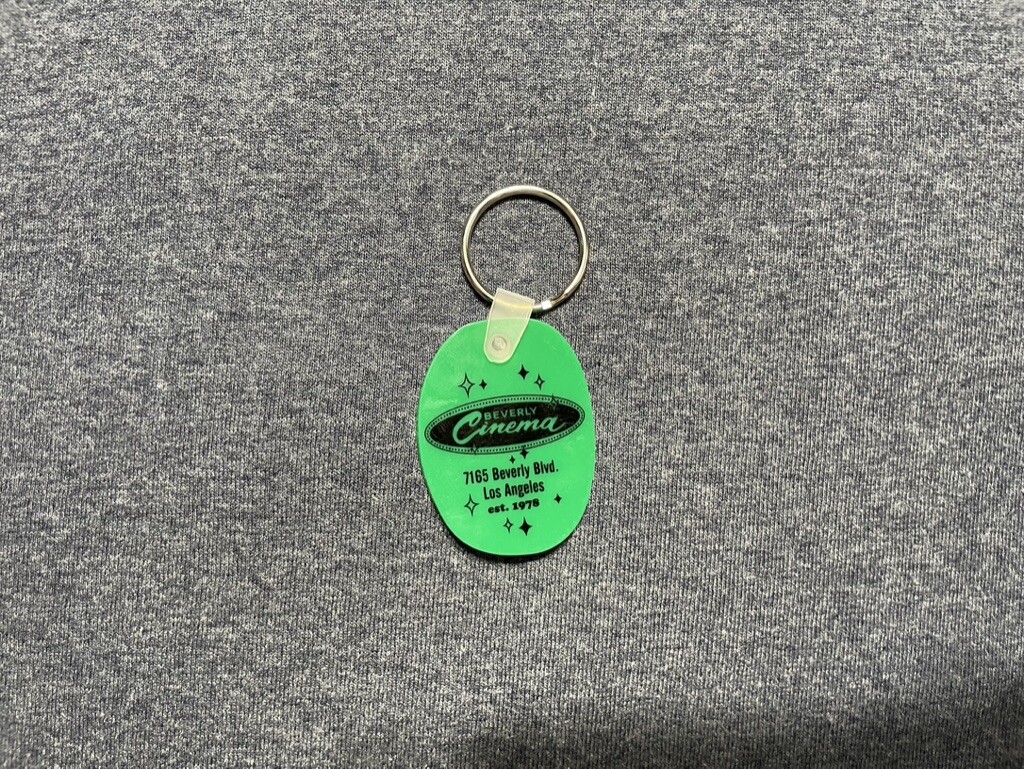 BEVERLY
Cinema
7165 Beverly Blvd.
Los Angeles
est. 1978